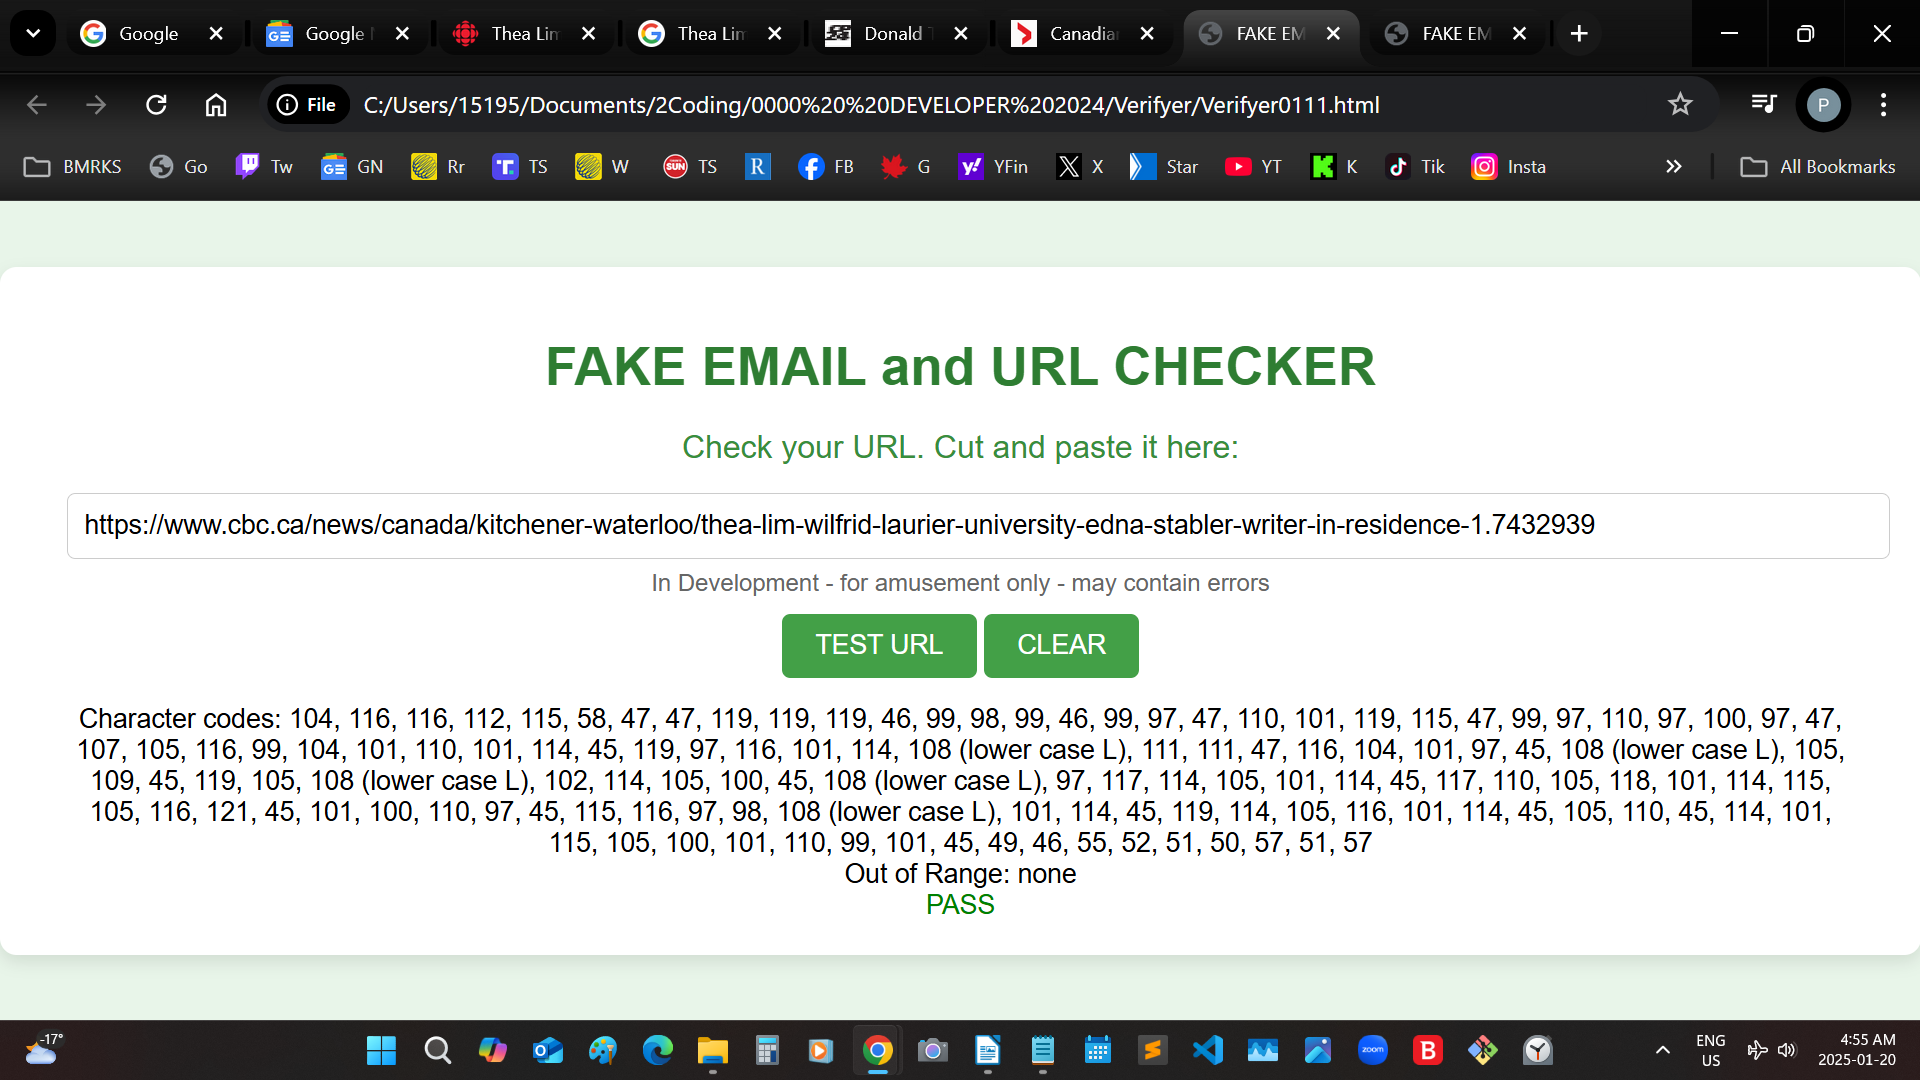 Google
Google
Thea Lim
Thea Lim
Donald
Canadian
FAKE EM
FAKE EM
File
C:/Users/15195/Documents/2Coding/0000%20%20DEVELOPER%202024/Verifyer/Verifyer0111.html
P
BMRKS
Go
Tw
GN
Rr
TS
W
TS
FB
G
YFin
X
Star
YT
K
Tik
Insta
All Bookmarks
FAKE EMAIL and URL CHECKER
Check your URL. Cut and paste it here:
https://www.cbc.ca/news/canada/kitchener-waterloo/thea-lim-wilfrid-laurier-university-edna-stabler-writer-in-residence-1.7432939
In Development - for amusement only - may contain errors
TEST URL CLEAR
Character codes: 104, 116, 116, 112, 115, 58, 47, 47, 119, 119, 119, 46, 99, 98, 99, 46, 99, 97, 47, 110, 101, 119, 115, 47, 99, 97, 110, 97, 100, 97, 47,
107, 105, 116, 99, 104, 101, 110, 101, 114, 45, 119, 97, 116, 101, 114, 108 (lower case L), 111, 111, 47, 116, 104, 101, 97, 45, 108 (lower case L), 105,
109, 45, 119, 105, 108 (lower case L), 102, 114, 105, 100, 45, 108 (lower case L), 97, 117, 114, 105, 101, 114, 45, 117, 110, 105, 118, 101, 114, 115,
105, 116, 121, 45, 101, 100, 110, 97, 45, 115, 116, 97, 98, 108 (lower case L), 101, 114, 45, 119, 114, 105, 116, 101, 114, 45, 105, 110, 45, 114, 101,
115, 105, 100, 101, 110, 99, 101, 45, 49, 46, 55, 52, 51, 50, 57, 51, 57
Out of Range: none
PASS
-17°
zoom
B
ENG
US
4:55 AM
2025-01-20